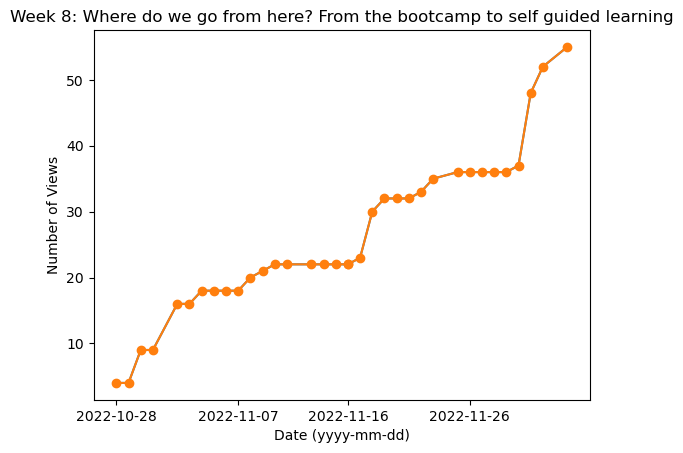 Week 8: Where do we go from here? From the bootcamp to self guided learning
Number of Views
50
40
30
20
10
2022-10-28 2022-11-07 2022-11-16 2022-11-26
Date (yyyy-mm-dd)